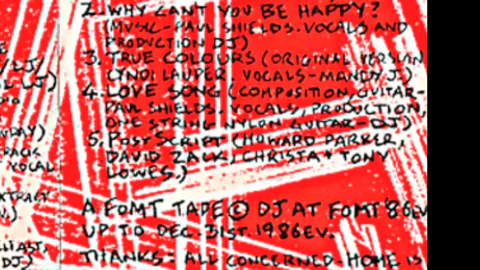 2. WHY CAN'T YOU BE HAPPY?
(MUSIC - PAUL SHIELDS. VOCALS AND
PRODUCTION DJ)
3. TRUE COLOURS (ORIGINAL VERSION
CYNDI LAUPER, VOCALS - MANDY J.)
4. LOVE SONG (COMPOSITION, GUITAR -
PAUL SHIELDS. VOCALS, PRODUCTION,
ONE STRING NYLON GUITAR - DJ)
5. POST SCRIPT (HOWARD PARKER,
DAVID ZACK, CHRISTA + TONY
LOWES.)
A FOMT TAPE © DJ AT FOMT '86EV
UP TO DEC. 31ST 1986EV.
THANKS: ALL CONCERNED - HOME IS